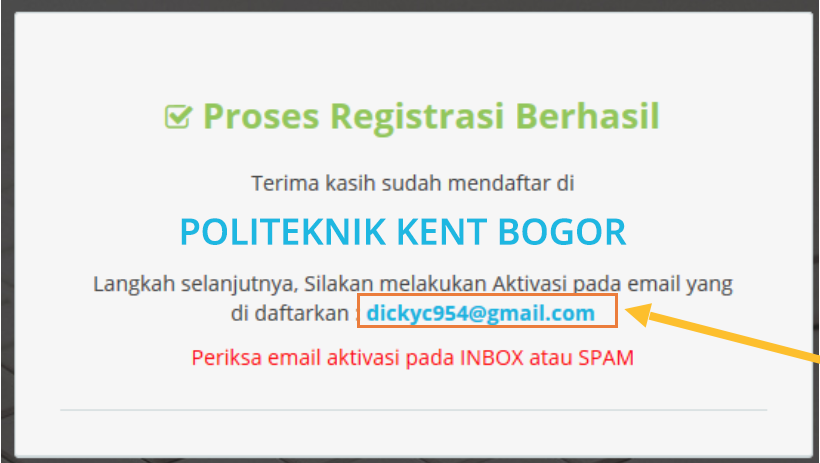 Proses Registrasi Berhasil
Terima kasih sudah mendaftar di
POLITEKNIK KENT BOGOR
Langkah selanjutnya, Silakan melakukan Aktivasi pada email yang
di daftarkan : dickyc954@gmail.com
Periksa email aktivasi pada INBOX atau SPAM